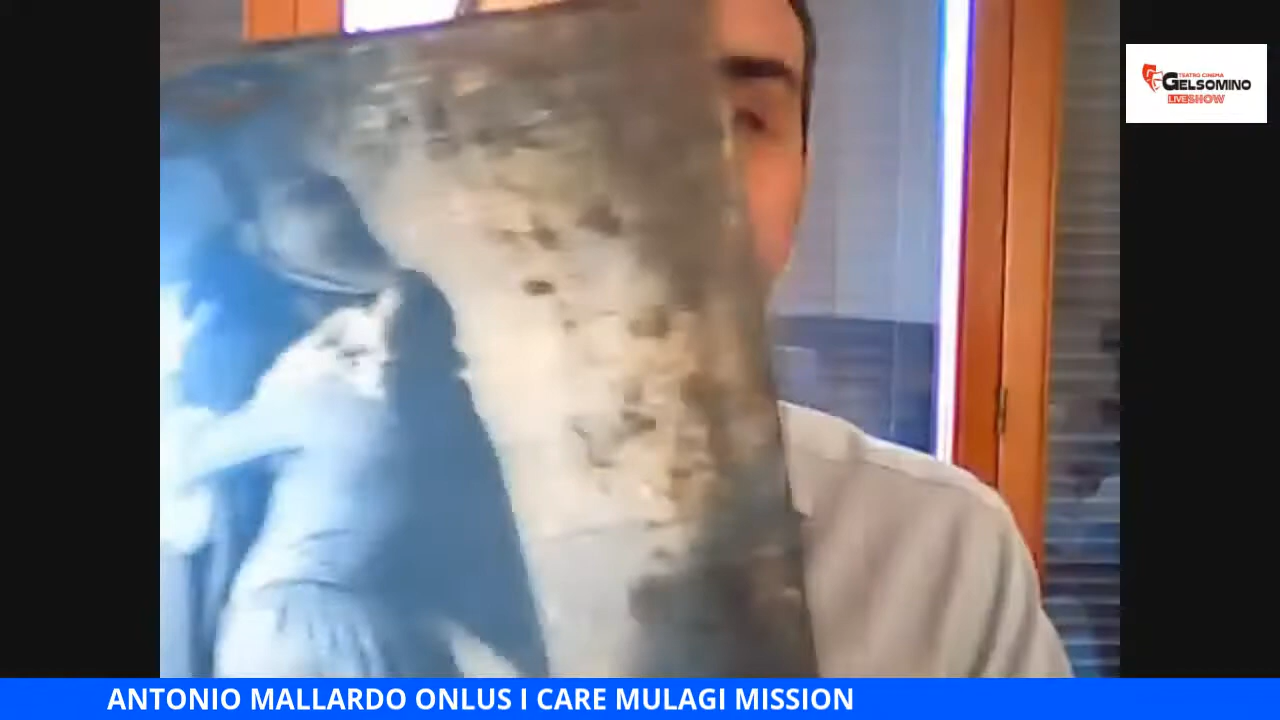 TEATRO CINEMA
GELSOMINO
LIVESHOW
ANTONIO MALLARDO ONLUS I CARE MULAGI MISSION